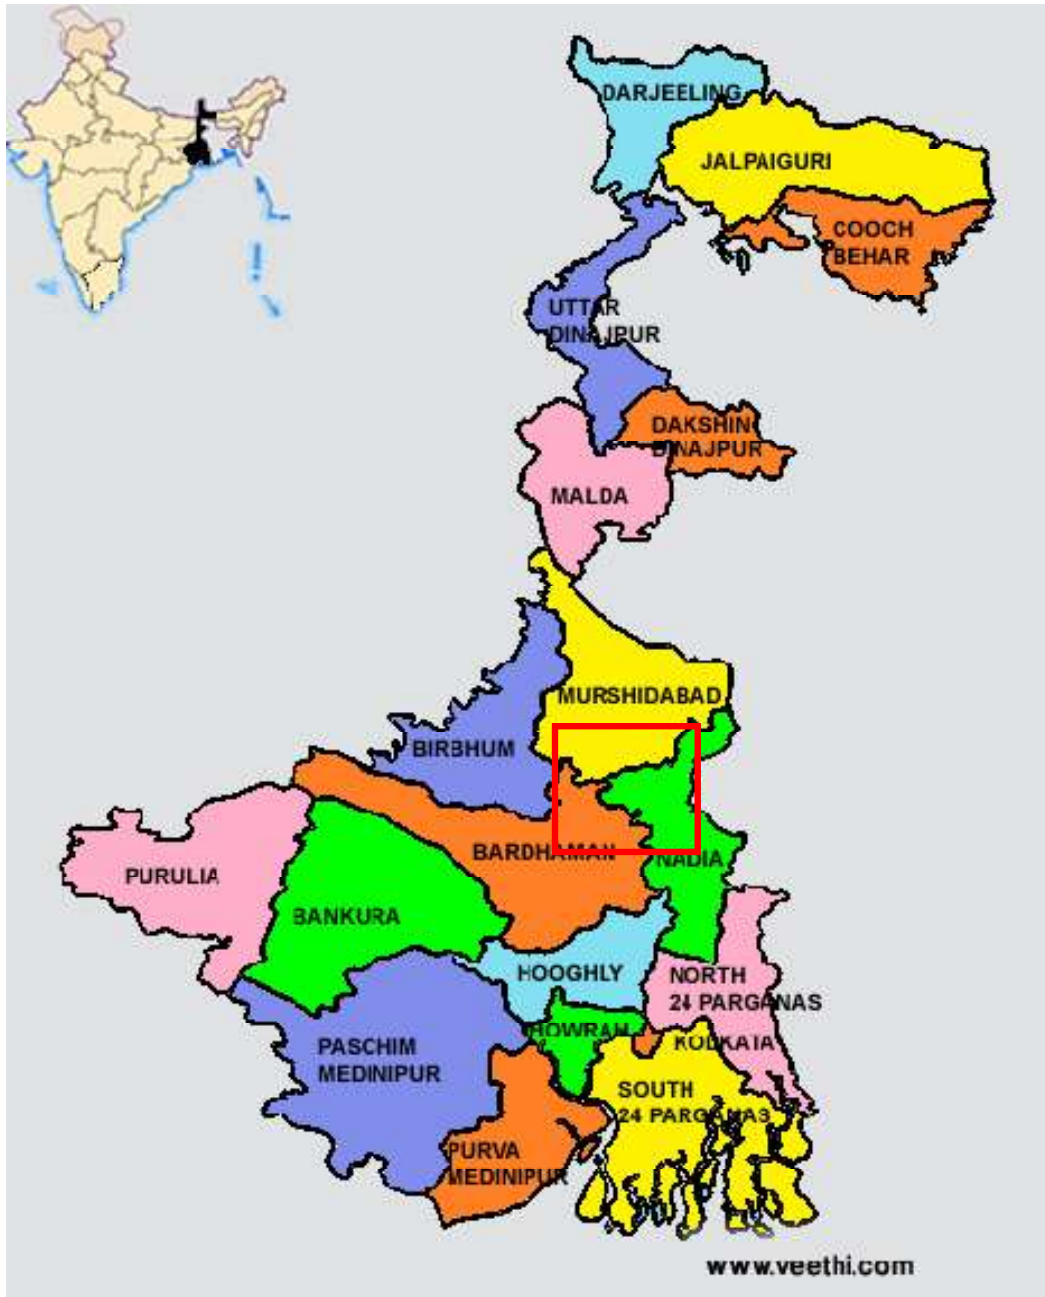 DARJEELING
JALPAIGURI
COOCH
BEHAR
UTTAR
DINAJPUR
DAKSHIN
DINAJPUR
MALDA
MURSHIDABAD
BIRBHUM
BARDHAMAN
NADIA
PURULIA
BANKURA
HOOGHLY
NORTH
24 PARGANAS
HOWRAH
KOLKATA
PASCHIM
MEDINIPUR
SOUTH
24 PARGANAS
PURVA
MEDINIPUR
www.veethi.com